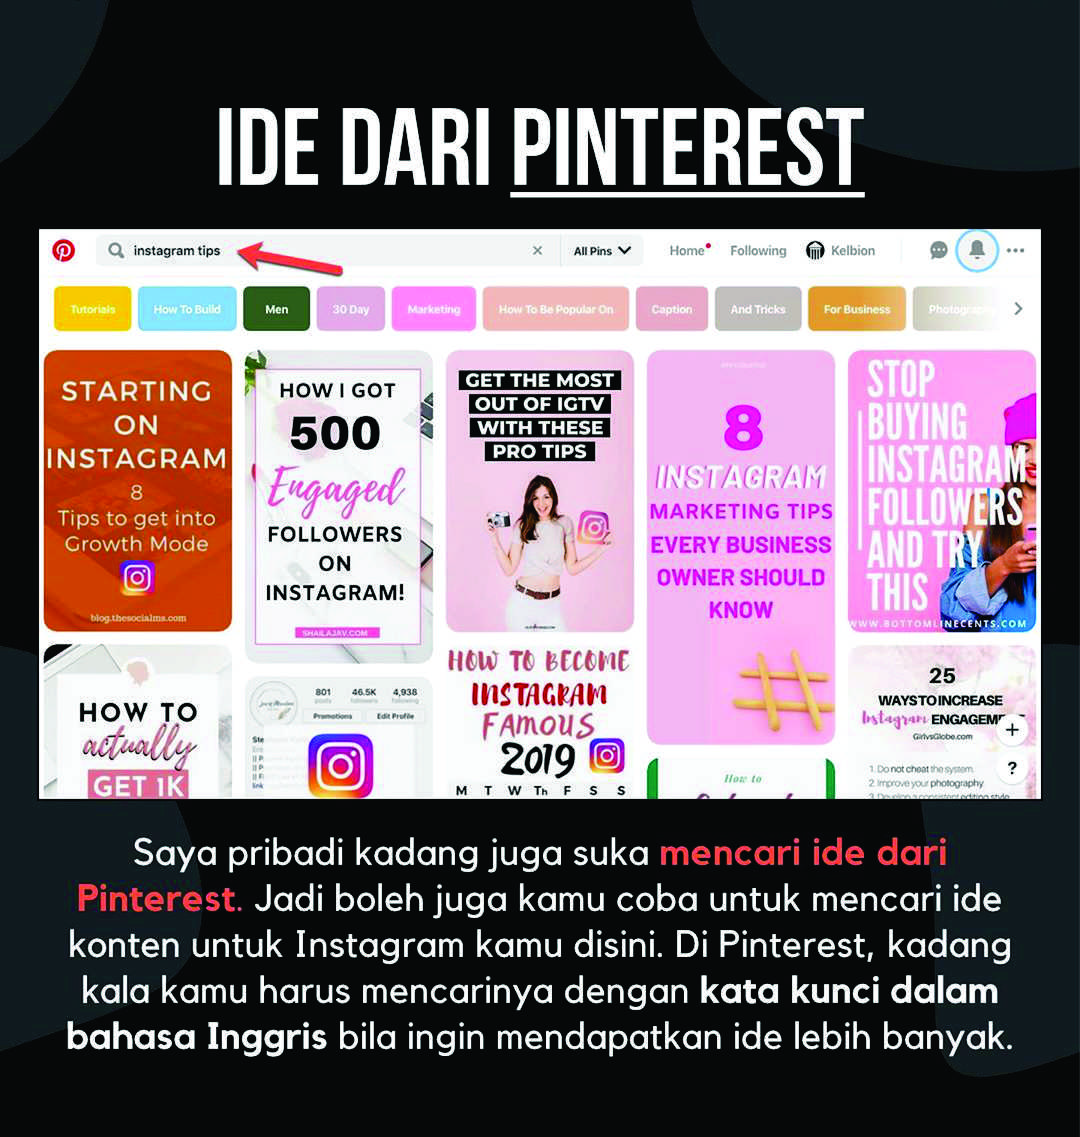 IDE DARI PINTEREST
instagram tips
All Pins
Home
Following
Kelbion
Tutorials
How To Build
Men
30 Day
Marketing
How To Be Popular On
Caption
And Tricks
For Business
Photography
STARTING
ON
INSTAGRAM
8
Tips to get into
Growth Mode
blog.thesocialms.com
HOW I GOT
500
Engaged
FOLLOWERS
ON
INSTAGRAM!
SHAILAJAV.COM
GET THE MOST
OUT OF IGTV
WITH THESE
PRO TIPS
8
INSTAGRAM
MARKETING TIPS
EVERY BUSINESS
OWNER SHOULD
KNOW
STOP
BUYING
INSTAGRAM
FOLLOWERS
AND TRY
THIS
WWW.BOTTOMLINECENTS.COM
HOW TO
actually
GET 1K
801 46.5K 4,938
posts followers following
Promotions Edit Profile
link
HOW TO BECOME
INSTAGRAM
FAMOUS
2019
M T W Th F S S
How to
25
WAYS TO INCREASE
Instagram ENGAGEME
GirlvsGlobe.com
1. Do not cheat the system.
2. Improve your photography
3. Develop a consistent editing style
+
?
Saya pribadi kadang juga suka mencari ide dari
Pinterest. Jadi boleh juga kamu coba untuk mencari ide
konten untuk Instagram kamu disini. Di Pinterest, kadang
kala kamu harus mencarinya dengan kata kunci dalam
bahasa Inggris bila ingin mendapatkan ide lebih banyak.